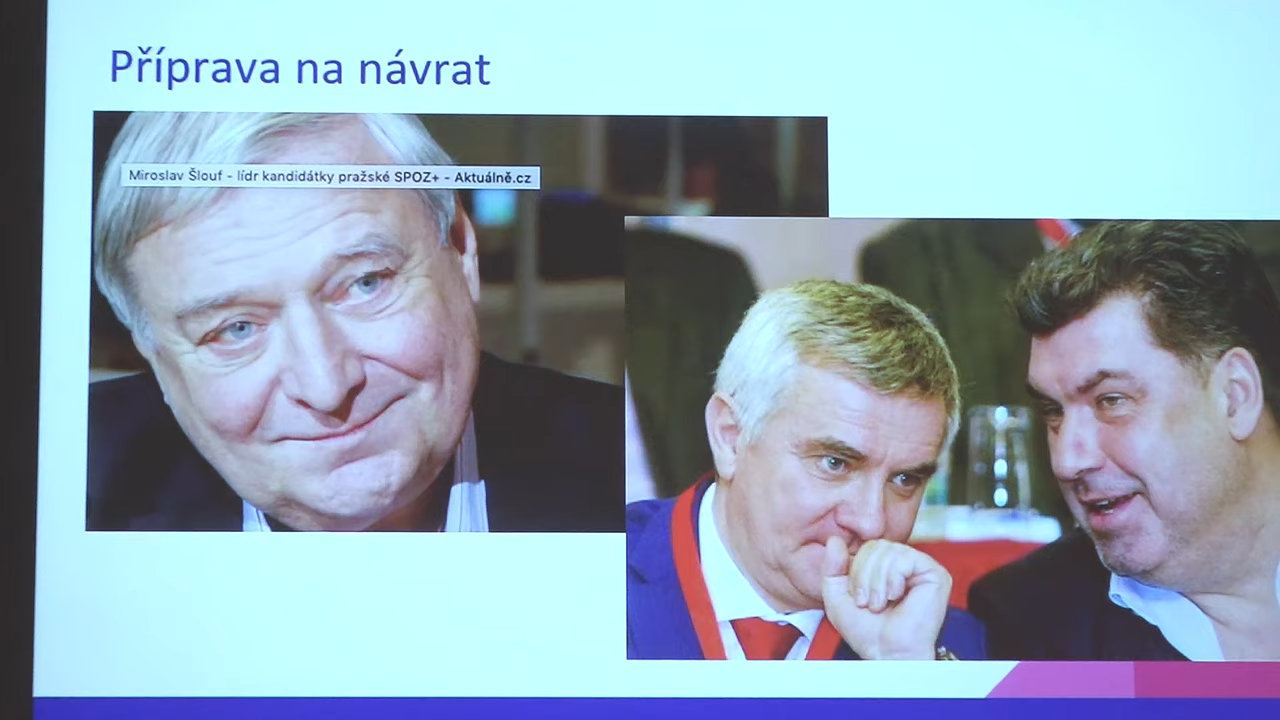 Příprava na návrat
Miroslav Šlouf - lídr kandidátky pražské SPOZ+ - Aktuálně.cz